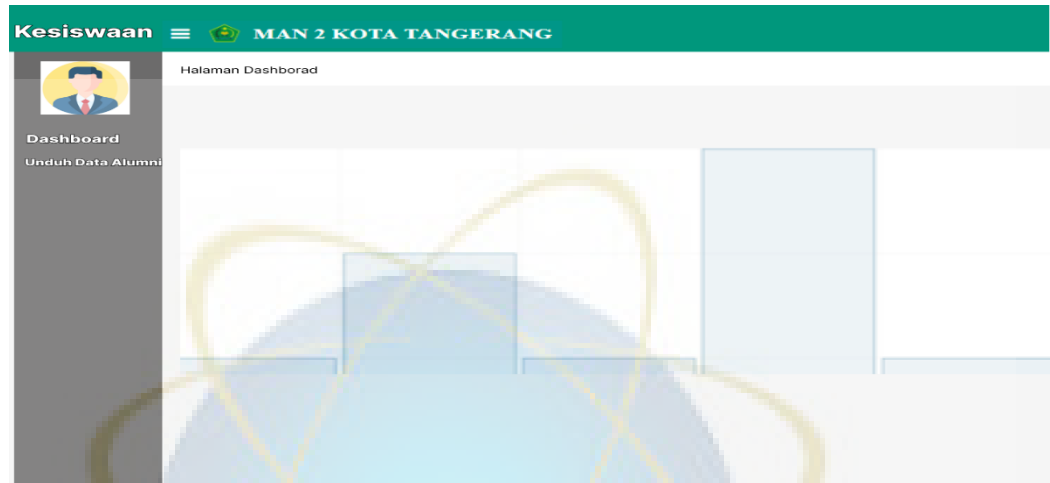 Kesiswaan
MAN 2 KOTA TANGERANG
Halaman Dashborad
Dashboard
Unduh Data Alumni